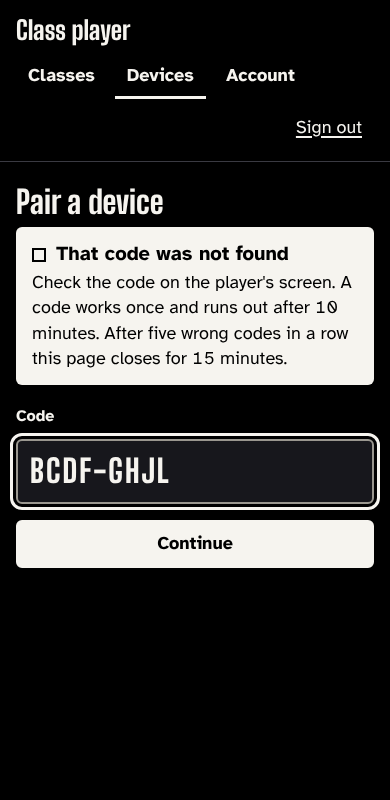 Class player
Classes Devices Account
Sign out
Pair a device
That code was not found
Check the code on the player's screen. A
code works once and runs out after 10
minutes. After five wrong codes in a row
this page closes for 15 minutes.
Code
BCDF-GHJL
Continue